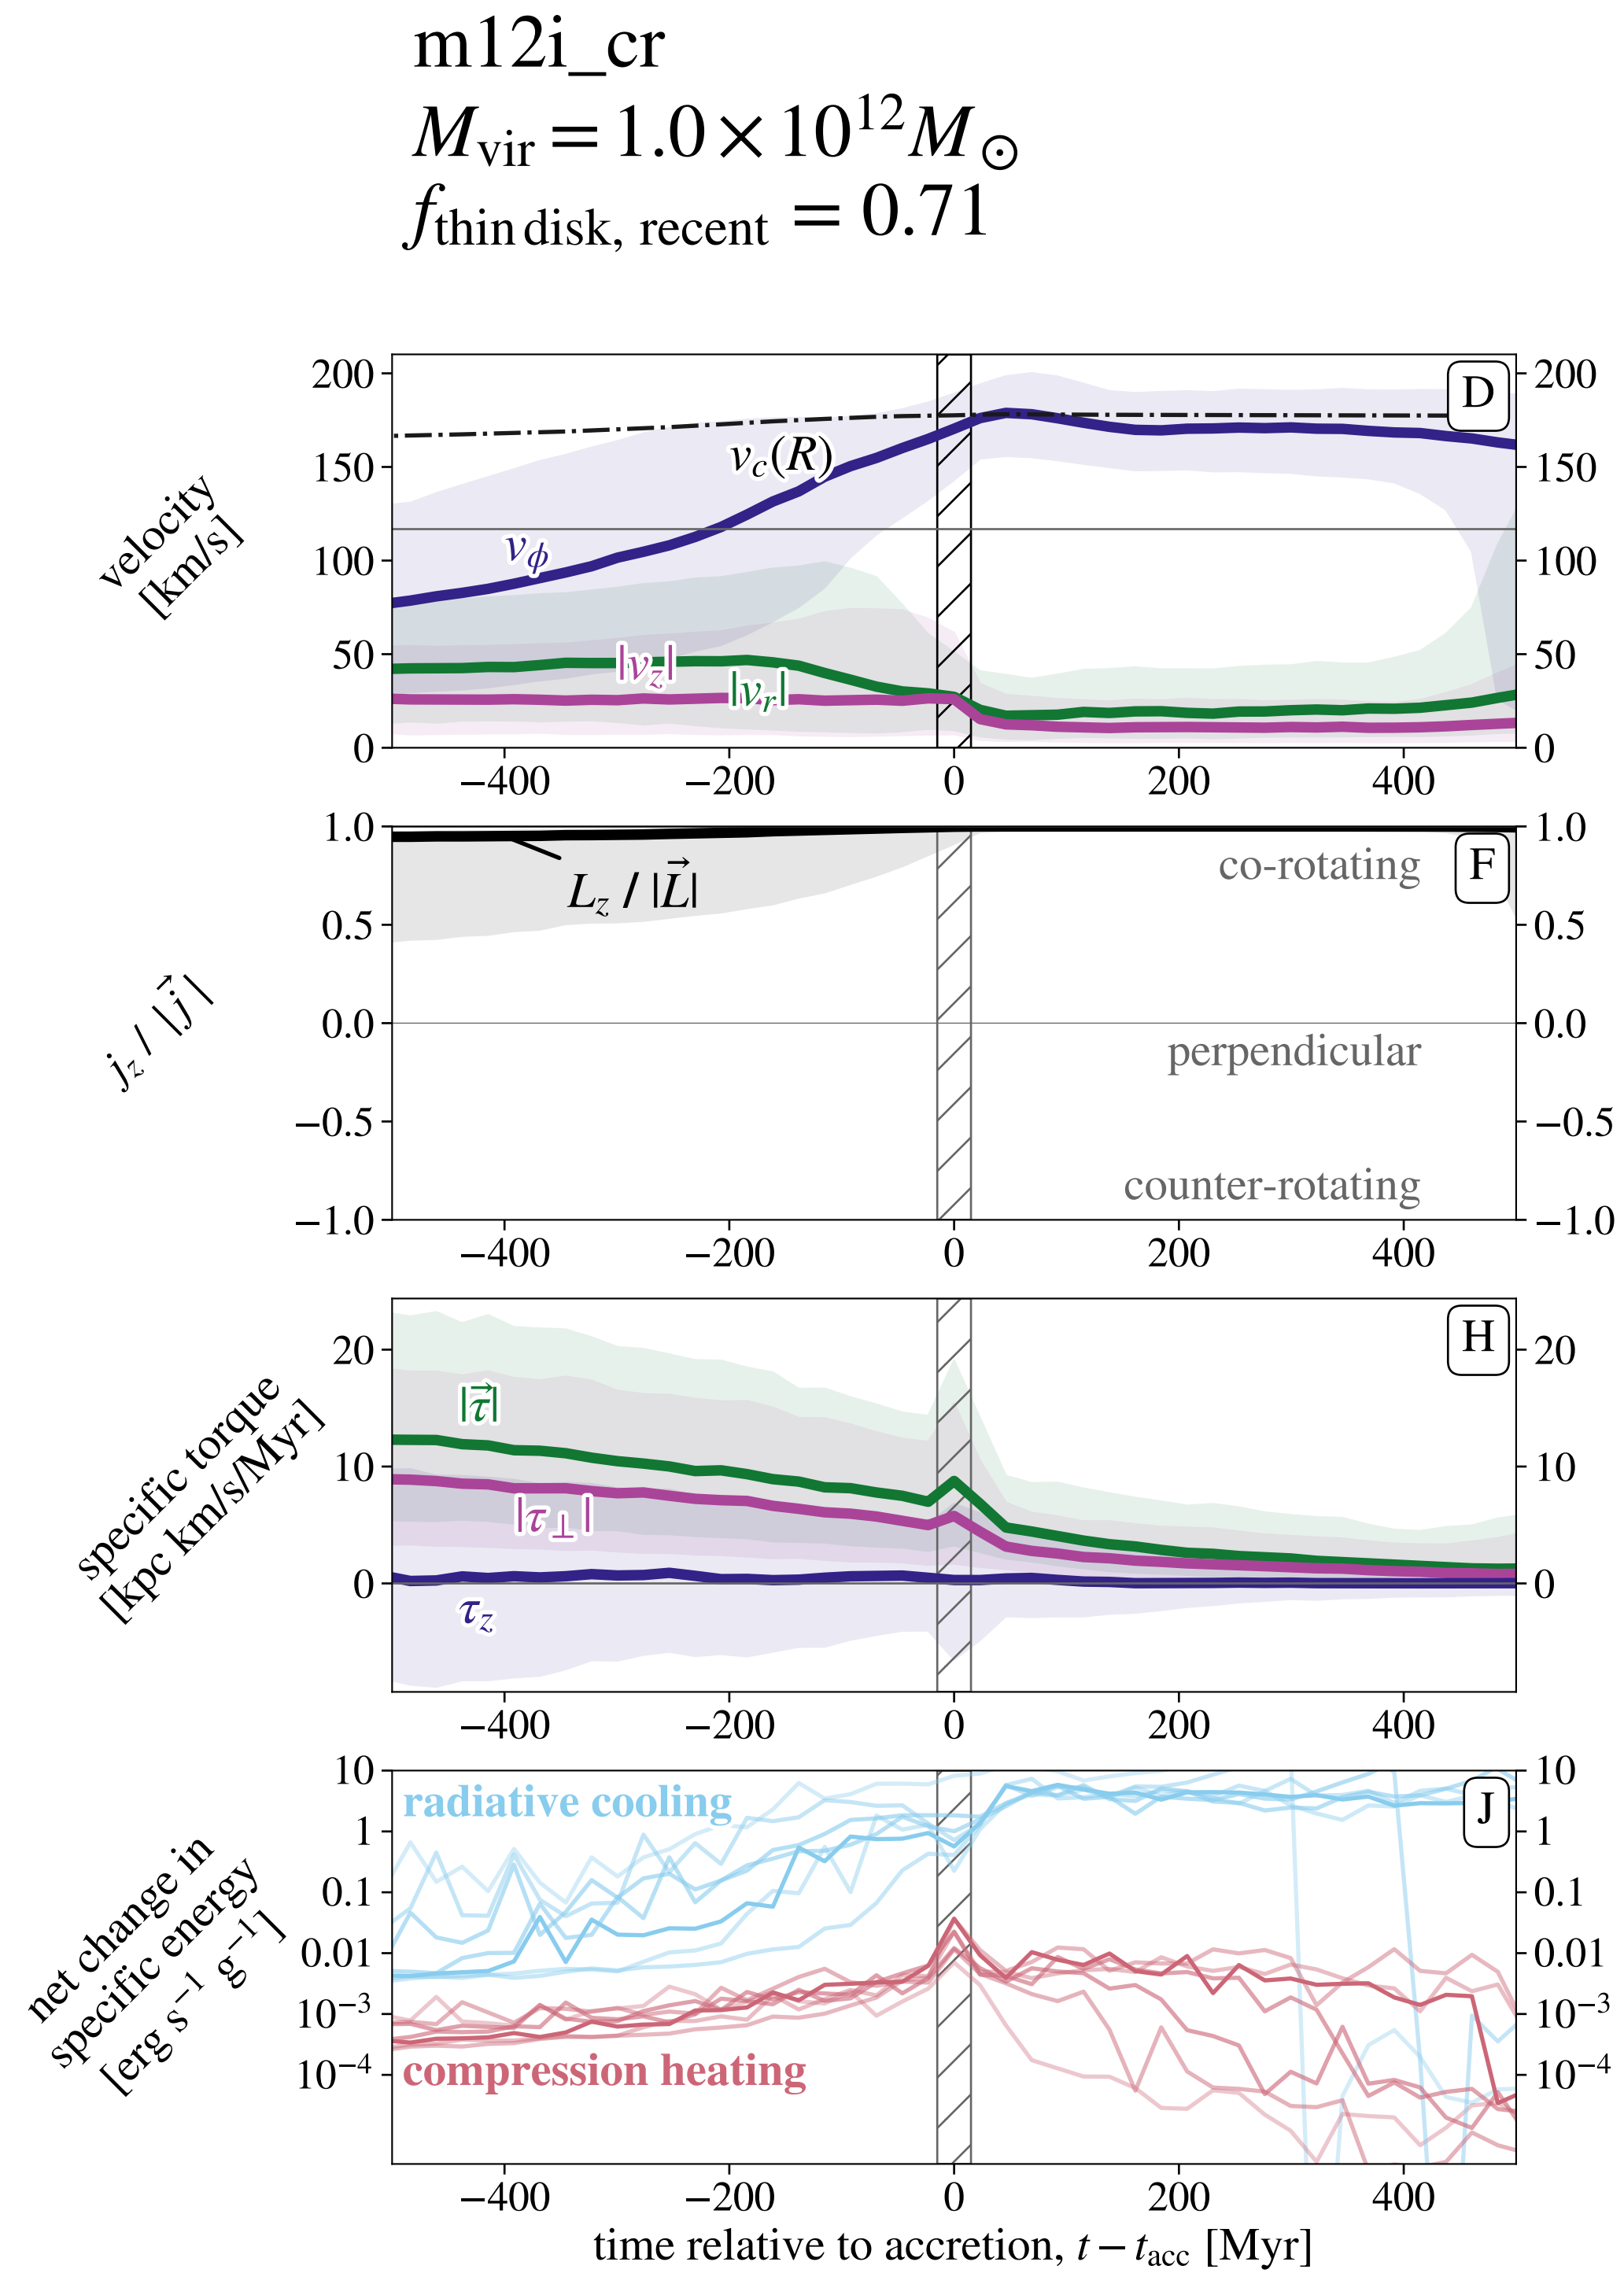 m12i_cr
M_vir = 1.0 × 10^12 M_⊙
f_thin disk, recent = 0.71
velocity
[km/s]
200
150
100
50
0
v_c(R)
v_ϕ
|v_z|
|v_r|
D
200
150
100
50
0
−400
−200
0
200
400
j_z / |j⃗|
1.0
0.5
0.0
−0.5
−1.0
L_z / |L⃗|
co-rotating
perpendicular
counter-rotating
F
1.0
0.5
0.0
−0.5
−1.0
−400
−200
0
200
400
specific torque
[kpc km/s/Myr]
20
10
0
|τ⃗|
|τ_⊥|
τ_z
H
20
10
0
−400
−200
0
200
400
net change in
specific energy
[erg s^−1 g^−1]
10
1
0.1
0.01
10^−3
10^−4
radiative cooling
compression heating
J
10
1
0.1
0.01
10^−3
10^−4
−400
−200
0
200
400
time relative to accretion, t − t_acc [Myr]